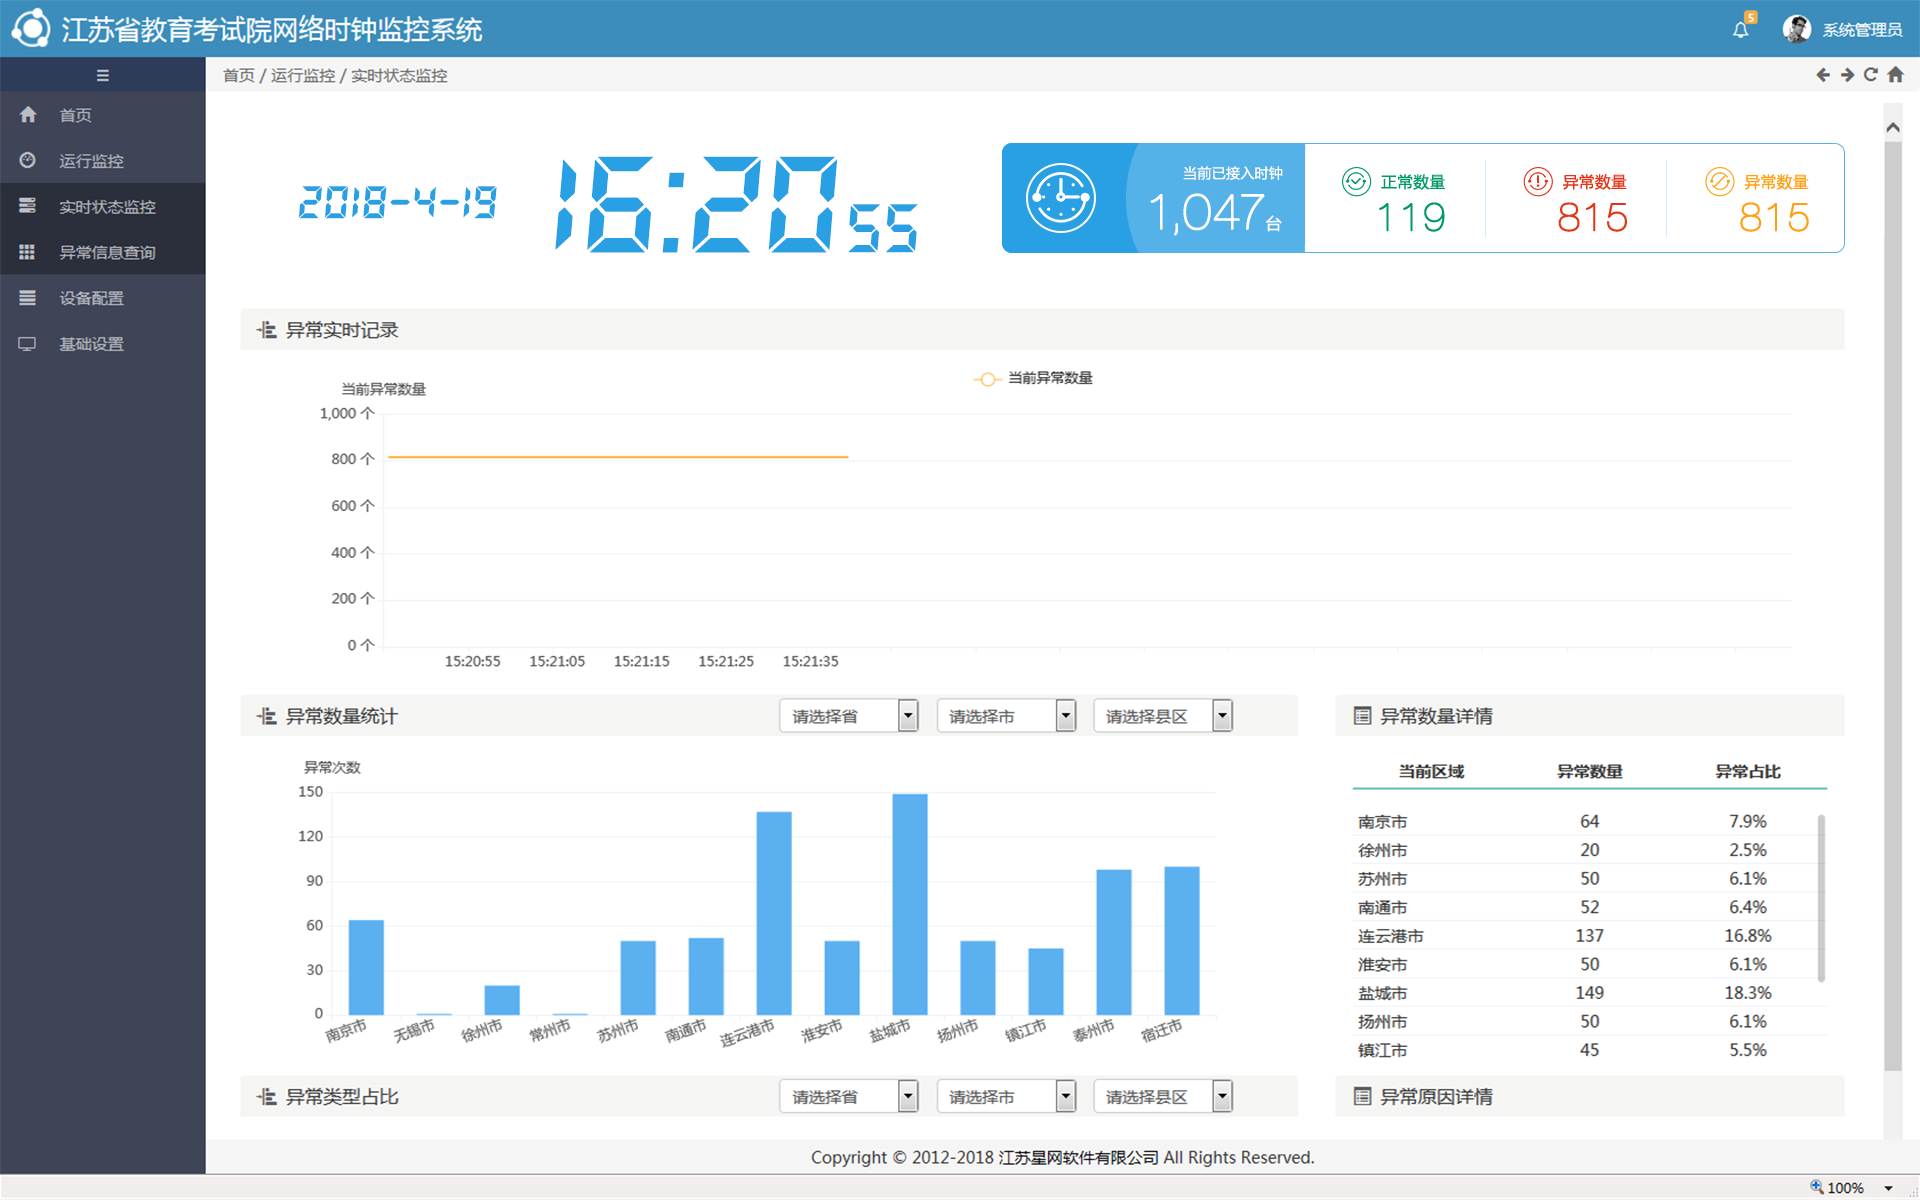 江苏省教育考试院网络时钟监控系统
5
系统管理员
首页 / 运行监控 / 实时状态监控
首页
运行监控
实时状态监控
异常信息查询
设备配置
基础设置
2018-4-19
16:20 55
当前已接入时钟
1,047台
正常数量
119
异常数量
815
异常数量
815
异常实时记录
当前异常数量
当前异常数量
1,000 个
800 个
600 个
400 个
200 个
0 个
15:20:55 15:21:05 15:21:15 15:21:25 15:21:35
异常数量统计
请选择省 请选择市 请选择县区
异常次数
150
120
90
60
30
0
南京市 无锡市 徐州市 常州市 苏州市 南通市 连云港市 淮安市 盐城市 扬州市 镇江市 泰州市 宿迁市
异常数量详情
当前区域 异常数量 异常占比
南京市 64 7.9%
徐州市 20 2.5%
苏州市 50 6.1%
南通市 52 6.4%
连云港市 137 16.8%
淮安市 50 6.1%
盐城市 149 18.3%
扬州市 50 6.1%
镇江市 45 5.5%
异常类型占比
请选择省 请选择市 请选择县区
异常原因详情
Copyright © 2012-2018 江苏星网软件有限公司 All Rights Reserved.
100%